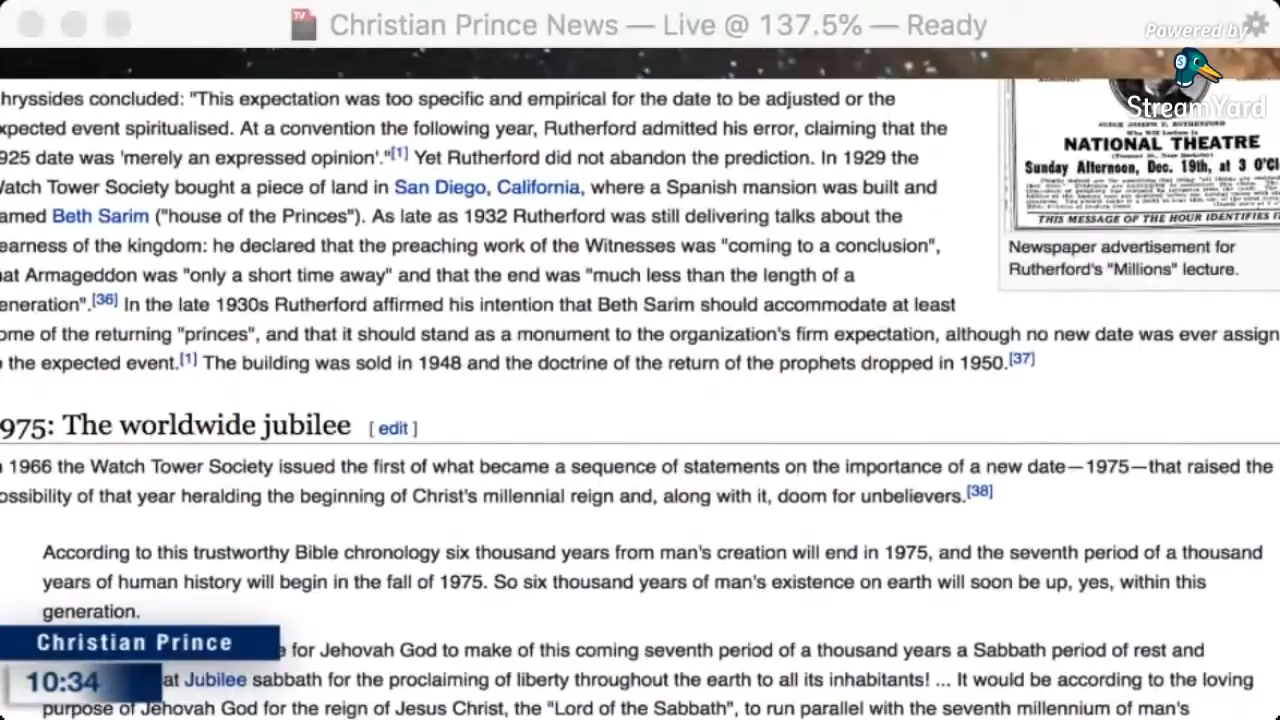 Christian Prince News — Live @ 137.5% — Ready
Powered by
StreamYard
hryssides concluded: "This expectation was too specific and empirical for the date to be adjusted or the
xpected event spiritualised. At a convention the following year, Rutherford admitted his error, claiming that the
925 date was 'merely an expressed opinion'."[1] Yet Rutherford did not abandon the prediction. In 1929 the
Watch Tower Society bought a piece of land in San Diego, California, where a Spanish mansion was built and
amed Beth Sarim ("house of the Princes"). As late as 1932 Rutherford was still delivering talks about the
earness of the kingdom: he declared that the preaching work of the Witnesses was "coming to a conclusion",
at Armageddon was "only a short time away" and that the end was "much less than the length of a
eneration".[36] In the late 1930s Rutherford affirmed his intention that Beth Sarim should accommodate at least
ome of the returning "princes", and that it should stand as a monument to the organization's firm expectation, although no new date was ever assign
the expected event.[1] The building was sold in 1948 and the doctrine of the return of the prophets dropped in 1950.[37]
NATIONAL THEATRE
Sunday Afternoon, Dec. 19th, at 3 O'Cl
THIS MESSAGE OF THE HOUR IDENTIFIES
Newspaper advertisement for
Rutherford's "Millions" lecture.
975: The worldwide jubilee [ edit ]
1966 the Watch Tower Society issued the first of what became a sequence of statements on the importance of a new date—1975—that raised the
ossibility of that year heralding the beginning of Christ's millennial reign and, along with it, doom for unbelievers.[38]
According to this trustworthy Bible chronology six thousand years from man's creation will end in 1975, and the seventh period of a thousand
years of human history will begin in the fall of 1975. So six thousand years of man's existence on earth will soon be up, yes, within this
generation.
for Jehovah God to make of this coming seventh period of a thousand years a Sabbath period of rest and
at Jubilee sabbath for the proclaiming of liberty throughout the earth to all its inhabitants! ... It would be according to the loving
purpose of Jehovah God for the reign of Jesus Christ, the "Lord of the Sabbath", to run parallel with the seventh millennium of man's
Christian Prince
10:34